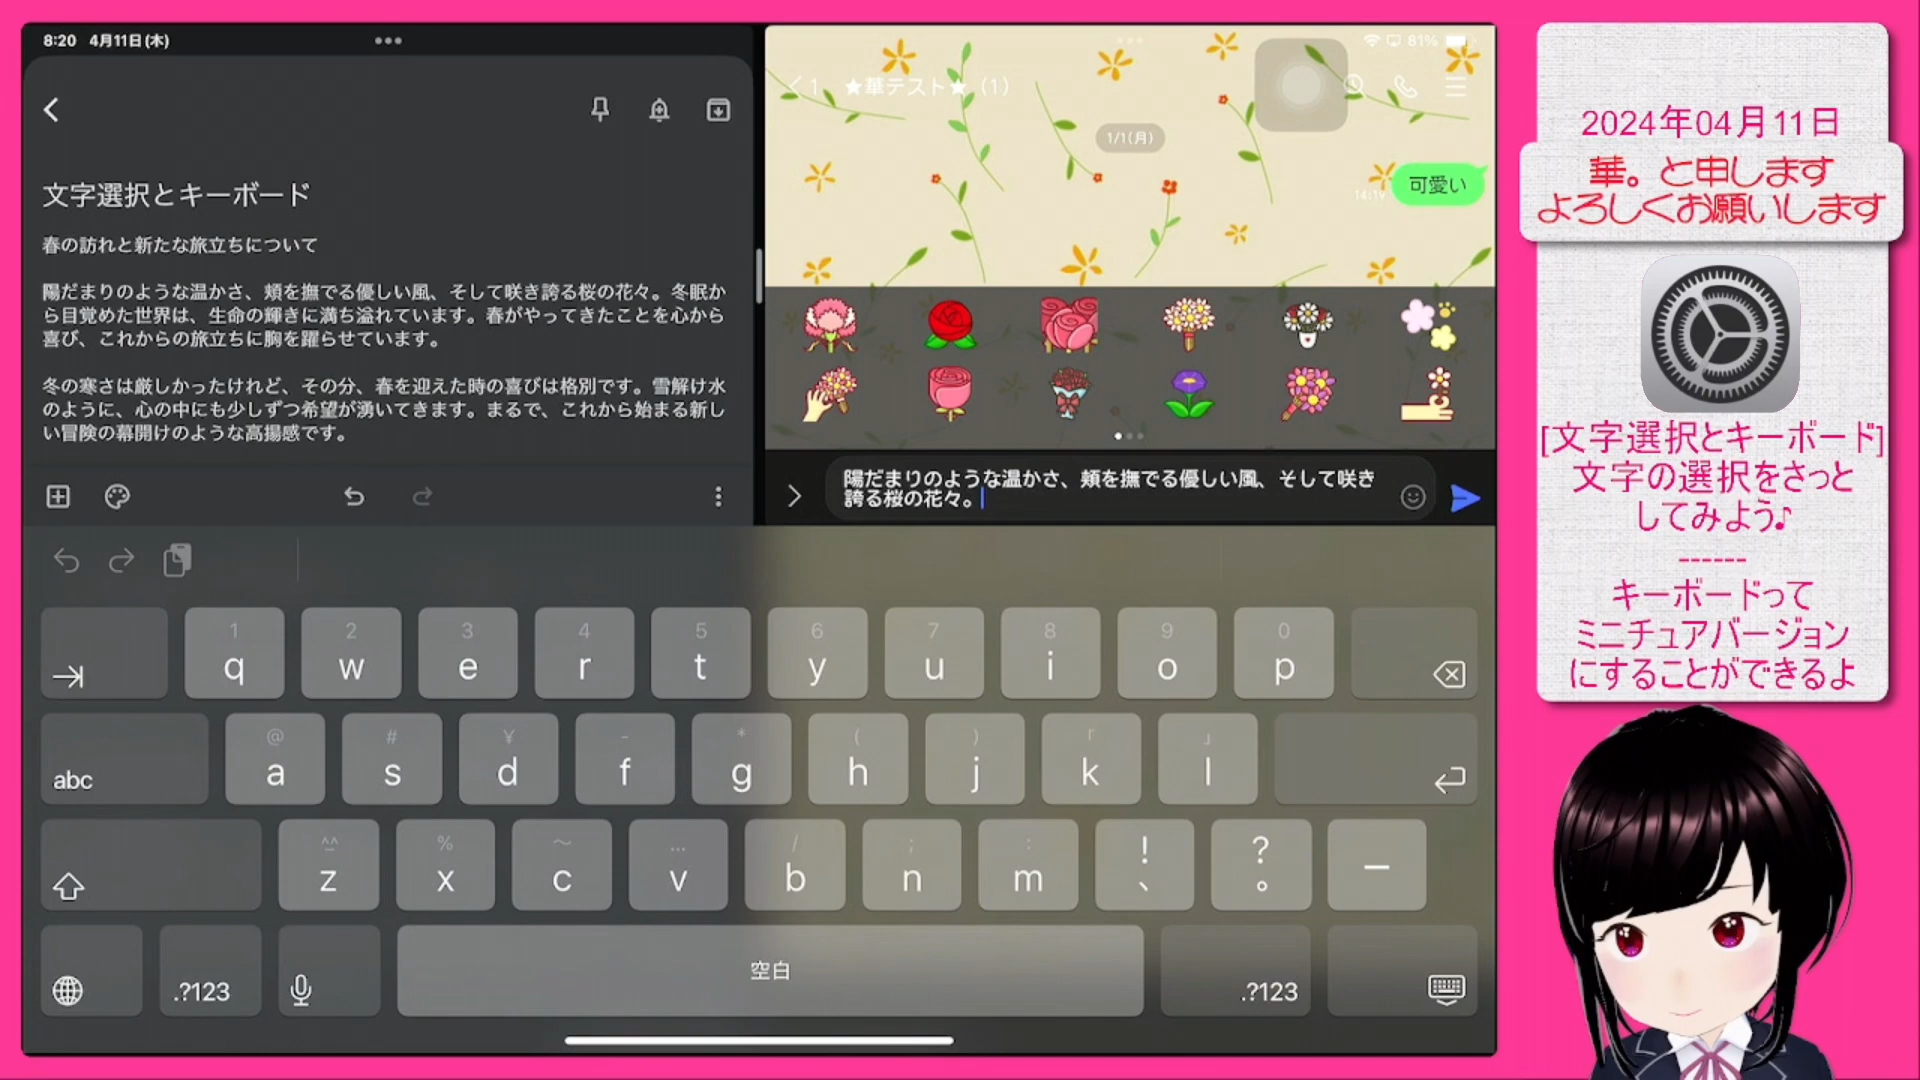 8:20 4月11日(木)
文字選択とキーボード
春の訪れと新たな旅立ちについて
陽だまりのような温かさ、頬を撫でる優しい風、そして咲き誇る桜の花々。冬眠か
ら目覚めた世界は、生命の輝きに満ち溢れています。春がやってきたことを心から
喜び、これからの旅立ちに胸を躍らせています。
冬の寒さは厳しかったけれど、その分、春を迎えた時の喜びは格別です。雪解け水
のように、心の中にも少しずつ希望が湧いてきます。まるで、これから始まる新し
い冒険の幕開けのような高揚感です。
81%
1 ★華テスト★ (1)
1/1(月)
14:19 可愛い
陽だまりのような温かさ、頬を撫でる優しい風、そして咲き
誇る桜の花々。
1 2 3 4 5 6 7 8 9 0
q w e r t y u i o p
@ # ¥ - * ( ) 「 」
abc a s d f g h j k l
^^ % ~ … / ; : ! ?
z x c v b n m 、 。 ー
.?123 空白 .?123
2024年04月11日
華。と申します
よろしくお願いします
[文字選択とキーボード]
文字の選択をさっと
してみよう♪
------
キーボードって
ミニチュアバージョン
にすることができるよ